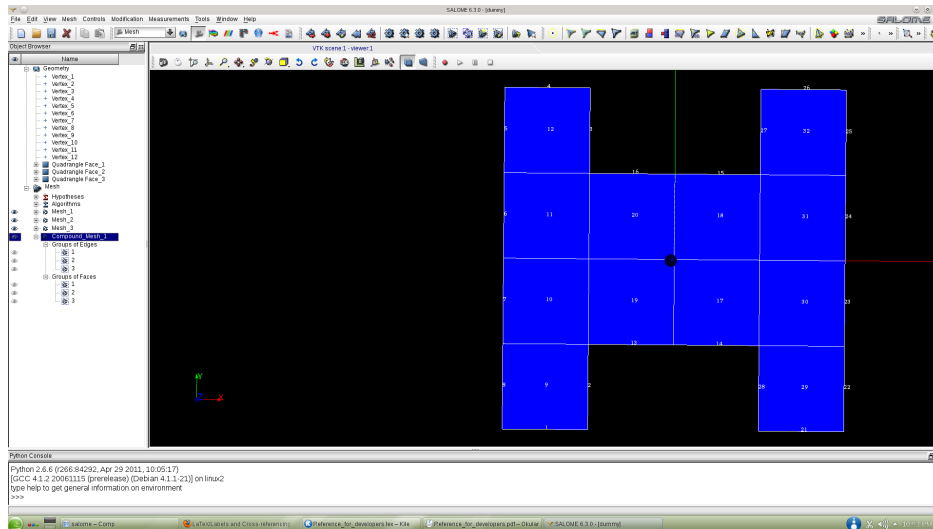 SALOME 6.3.0 - [dummy]
File Edit View Mesh Controls Modification Measurements Tools Window Help
SALOME
Mesh
Object Browser
VTK scene:1 - viewer:1
Name
Geometry
Vertex_1
Vertex_2
Vertex_3
Vertex_4
Vertex_5
Vertex_6
Vertex_7
Vertex_8
Vertex_9
Vertex_10
Vertex_11
Vertex_12
Quadrangle Face_1
Quadrangle Face_2
Quadrangle Face_3
Mesh
Hypotheses
Algorithms
Mesh_1
Mesh_2
Mesh_3
Compound_Mesh_1
Groups of Edges
1
2
3
Groups of Faces
1
2
3
4 26
5 12 3 27 32 25
16 15
6 11 20 18 31 24
7 10 19 17 30 23
13 14
8 9 2 28 29 22
1 21
Y
Z X
Python Console
Python 2.6.6 (r266:84292, Apr 29 2011, 10:05:17)
[GCC 4.1.2 20061115 (prerelease) (Debian 4.1.1-21)] on linux2
type help to get general information on environment
>>>
salome – Comp
LaTeX/Labels and Cross-referencing
Reference_for_developers.tex – Kile
Reference_for_developers.pdf – Okular
SALOME 6.3.0 - [dummy]